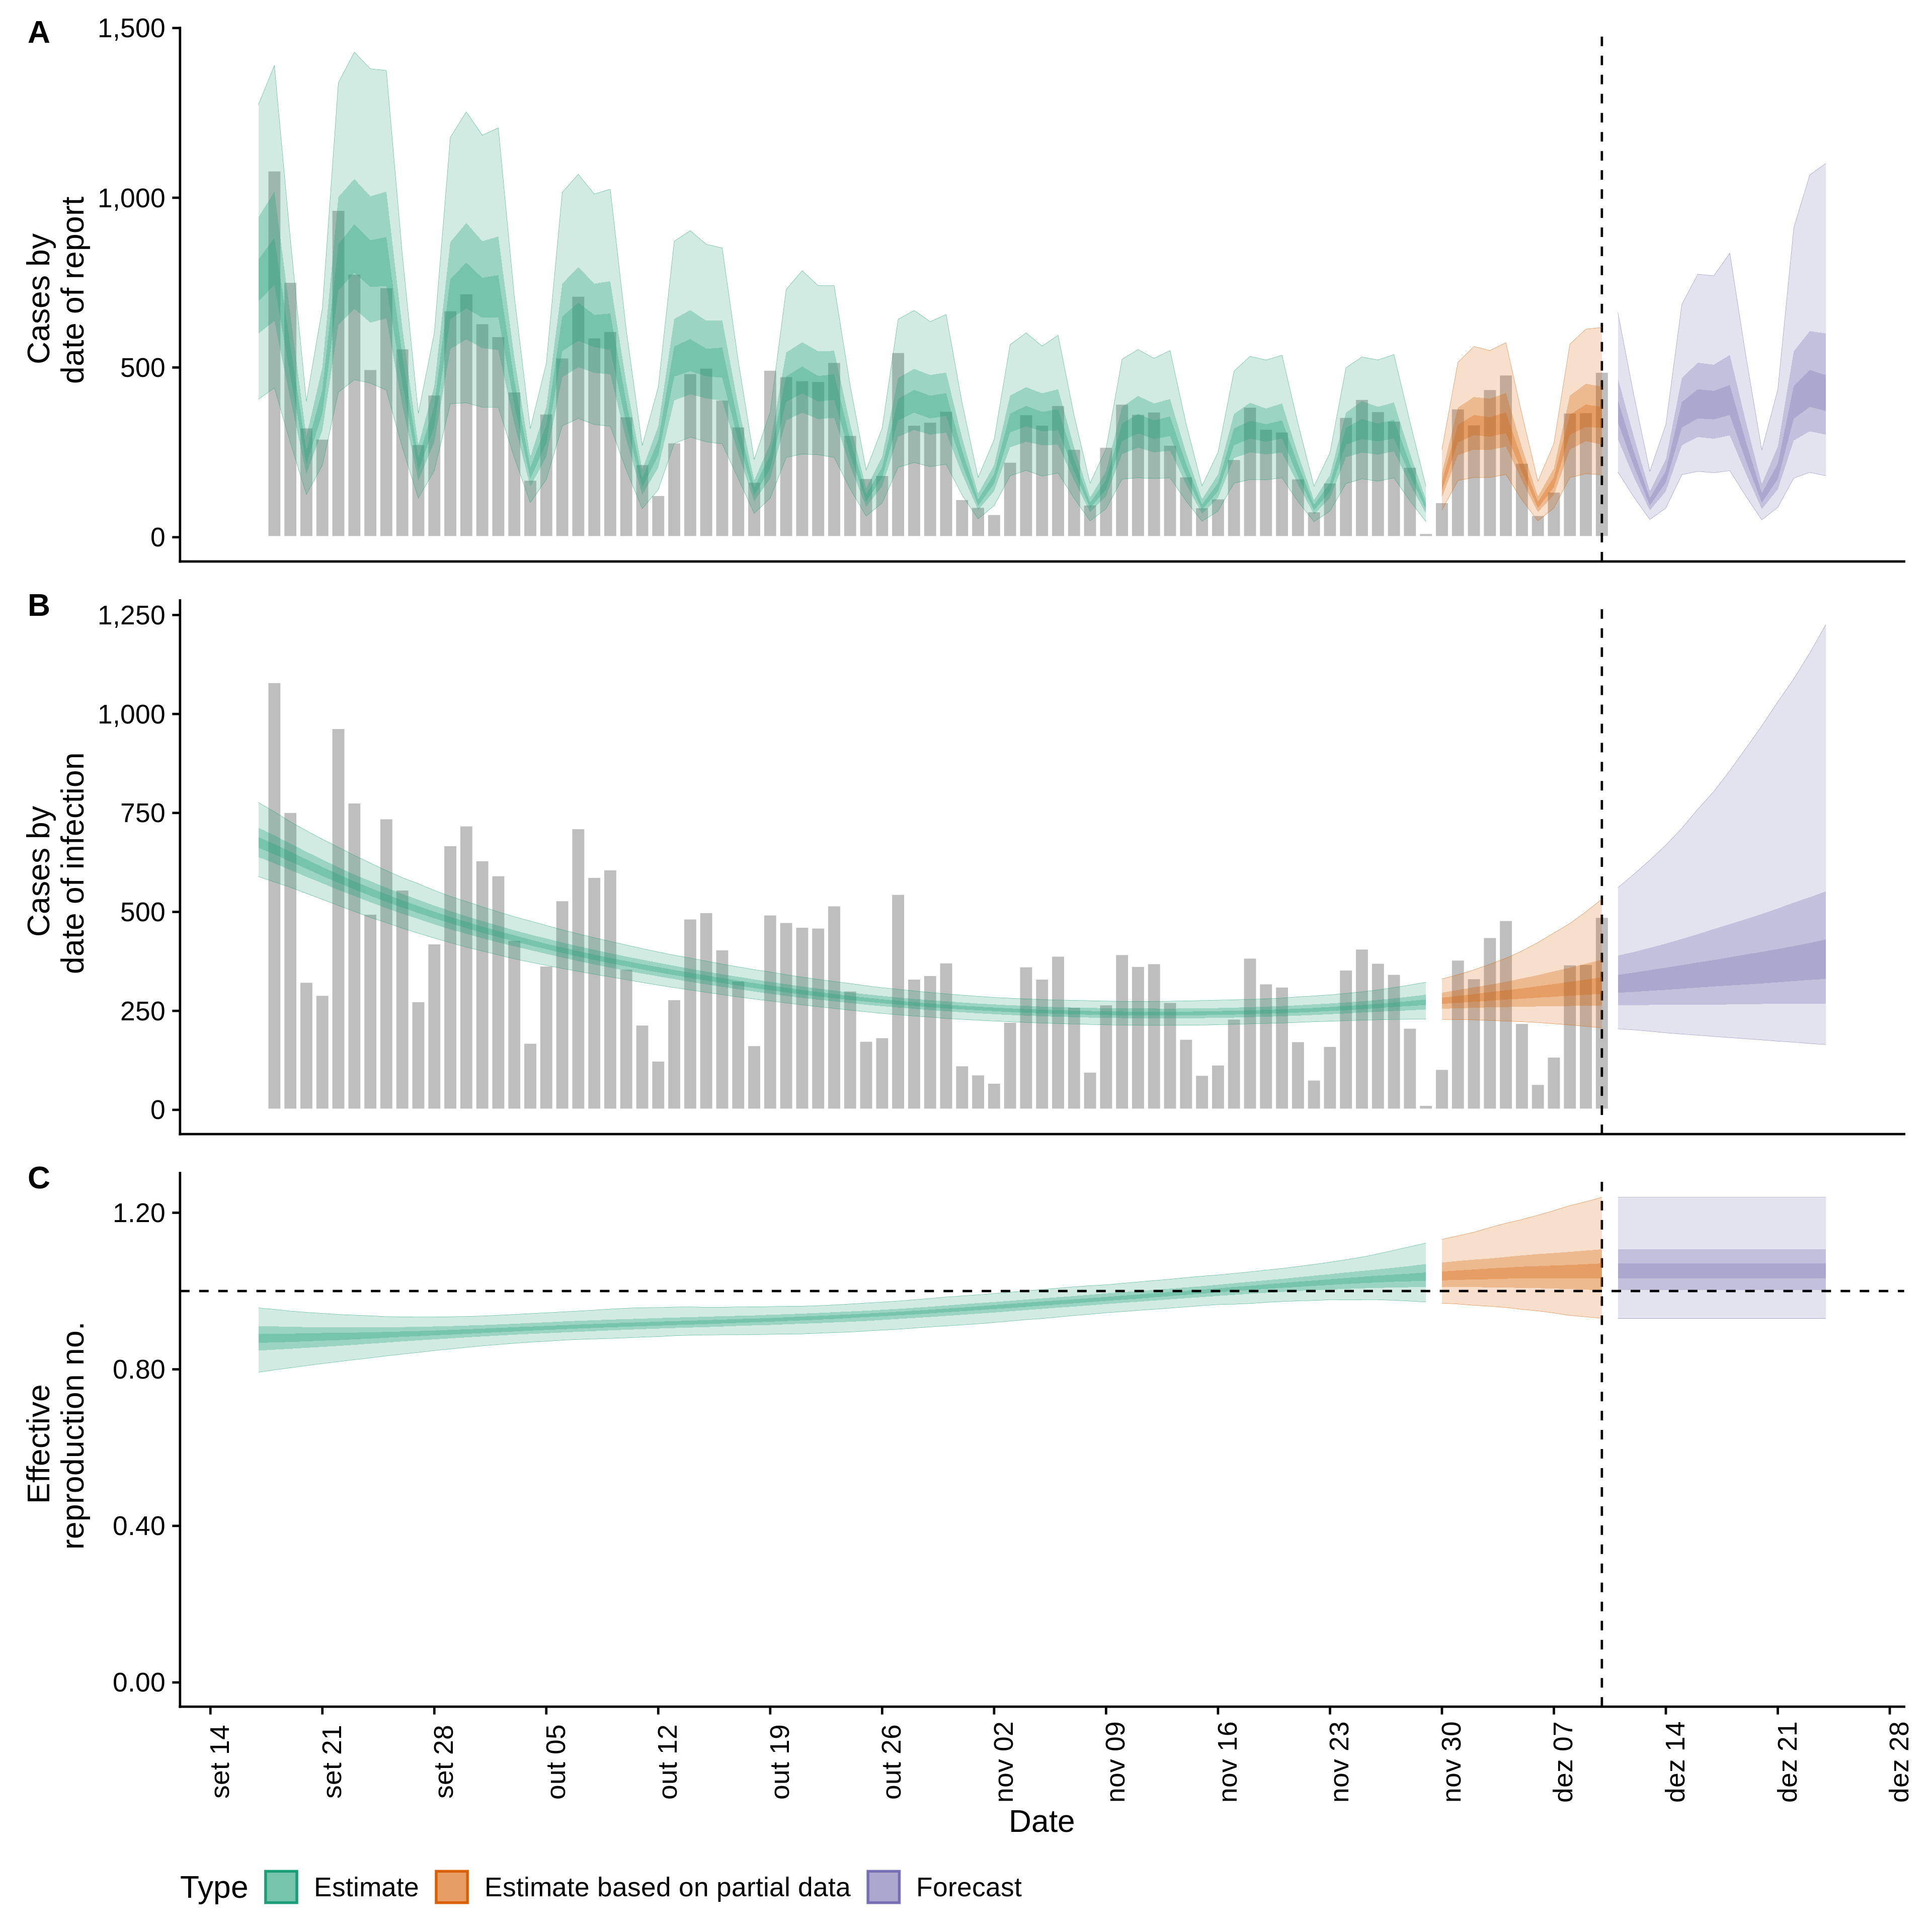 A
1,500
1,000
500
0
Cases by
date of report
B
1,250
1,000
750
500
250
0
Cases by
date of infection
C
1.20
0.80
0.40
0.00
Effective
reproduction no.
set 14
set 21
set 28
out 05
out 12
out 19
out 26
nov 02
nov 09
nov 16
nov 23
nov 30
dez 07
dez 14
dez 21
dez 28
Date
Type Estimate Estimate based on partial data Forecast